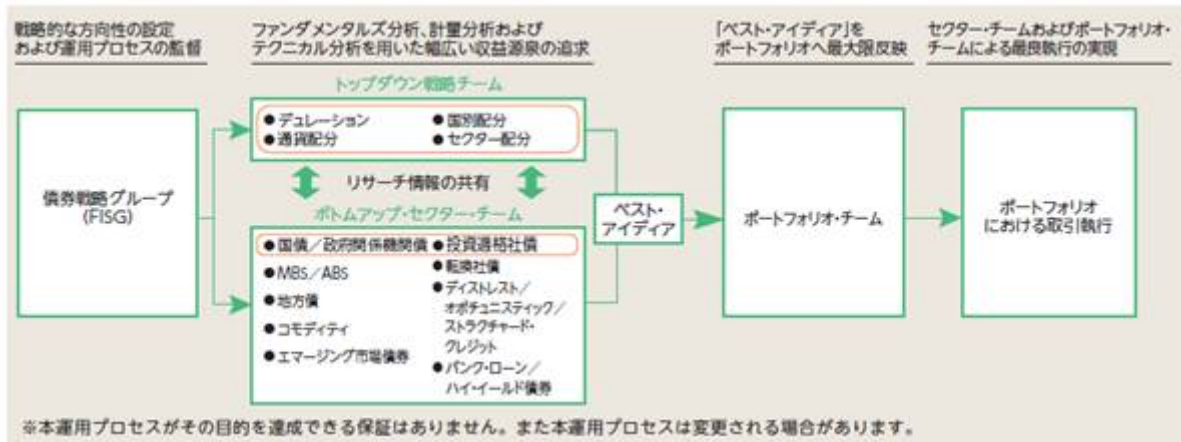 戦略的な方向性の設定
および運用プロセスの監督
ファンダメンタルズ分析、計量分析および
テクニカル分析を用いた幅広い収益源泉の追求
「ベスト・アイディア」を
ポートフォリオへ最大限反映
セクター・チームおよびポートフォリオ・
チームによる最良執行の実現
トップダウン戦略チーム
●デュレーション
●国別配分
●通貨配分
●セクター配分
リサーチ情報の共有
債券戦略グループ
(FISG)
ボトムアップ・セクター・チーム
●国債/政府関係機関債
●投資適格社債
●MBS/ABS
●転換社債
●地方債
●ディストレスト/
オポチュニスティック/
ストラクチャード・
クレジット
●コモディティ
●エマージング市場債券
●バンク・ローン/
ハイ・イールド債券
ベスト・
アイディア
ポートフォリオ・チーム
ポートフォリオ
における取引執行
※本運用プロセスがその目的を達成できる保証はありません。また本運用プロセスは変更される場合があります。